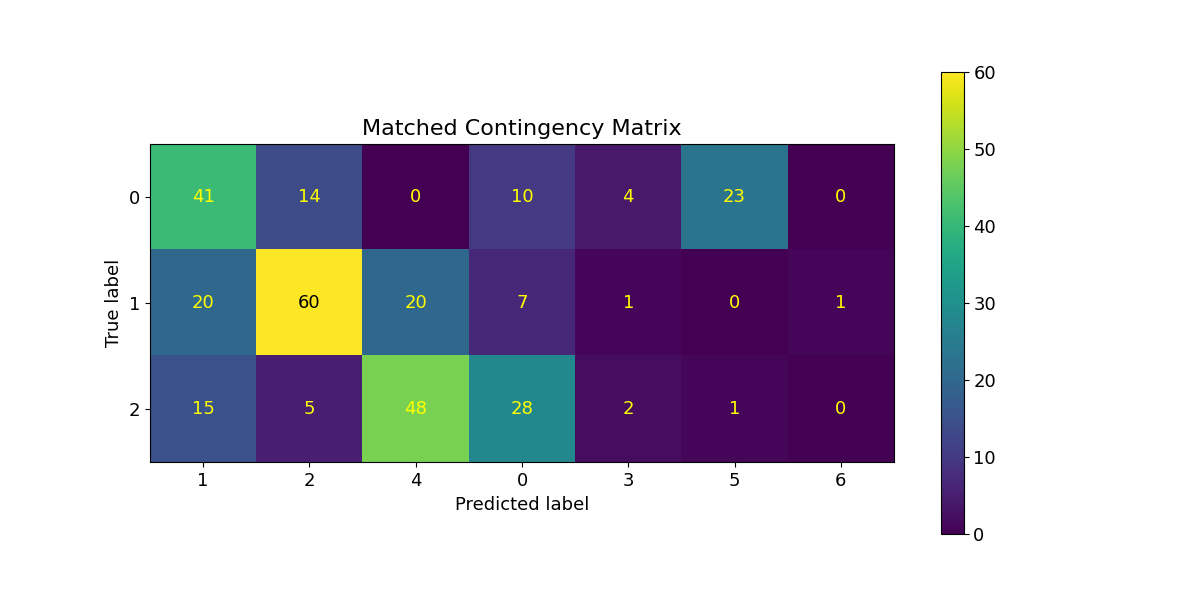 Matched Contingency Matrix
60
50
40
30
20
10
0
True label
0 41 14 0 10 4 23 0
1 20 60 20 7 1 0 1
2 15 5 48 28 2 1 0
1 2 4 0 3 5 6
Predicted label